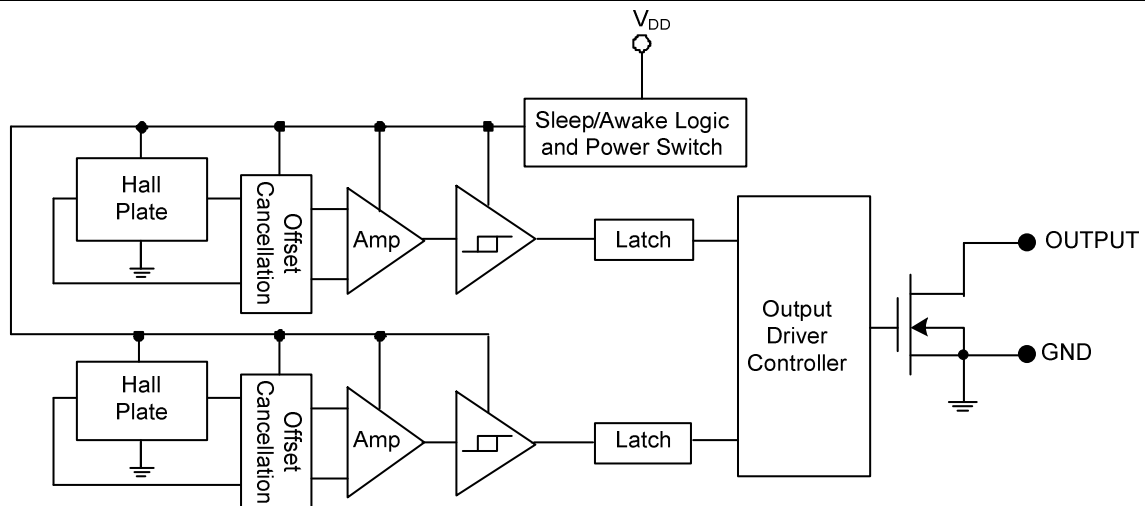 VDD
Sleep/Awake Logic
and Power Switch
Hall
Plate
Offset
Cancellation
Amp
Latch
OUTPUT
Output
Driver
Controller
GND
Hall
Plate
Offset
Cancellation
Amp
Latch